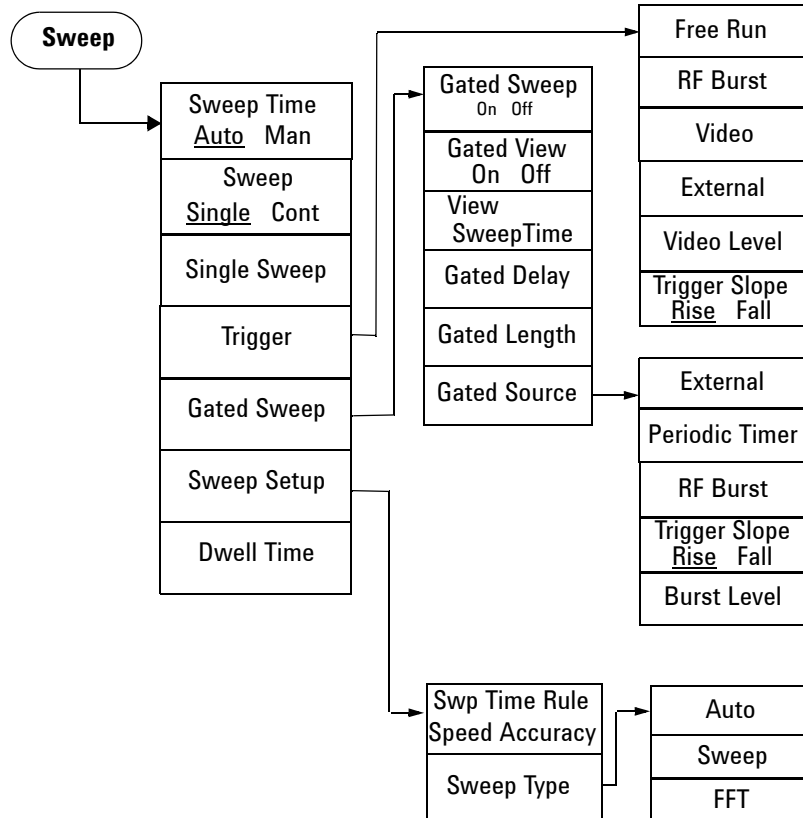 Sweep
Sweep Time
Auto Man
Sweep
Single Cont
Single Sweep
Trigger
Gated Sweep
Sweep Setup
Dwell Time
Gated Sweep
On Off
Gated View
On Off
View
SweepTime
Gated Delay
Gated Length
Gated Source
Free Run
RF Burst
Video
External
Video Level
Trigger Slope
Rise Fall
External
Periodic Timer
RF Burst
Trigger Slope
Rise Fall
Burst Level
Swp Time Rule
Speed Accuracy
Sweep Type
Auto
Sweep
FFT